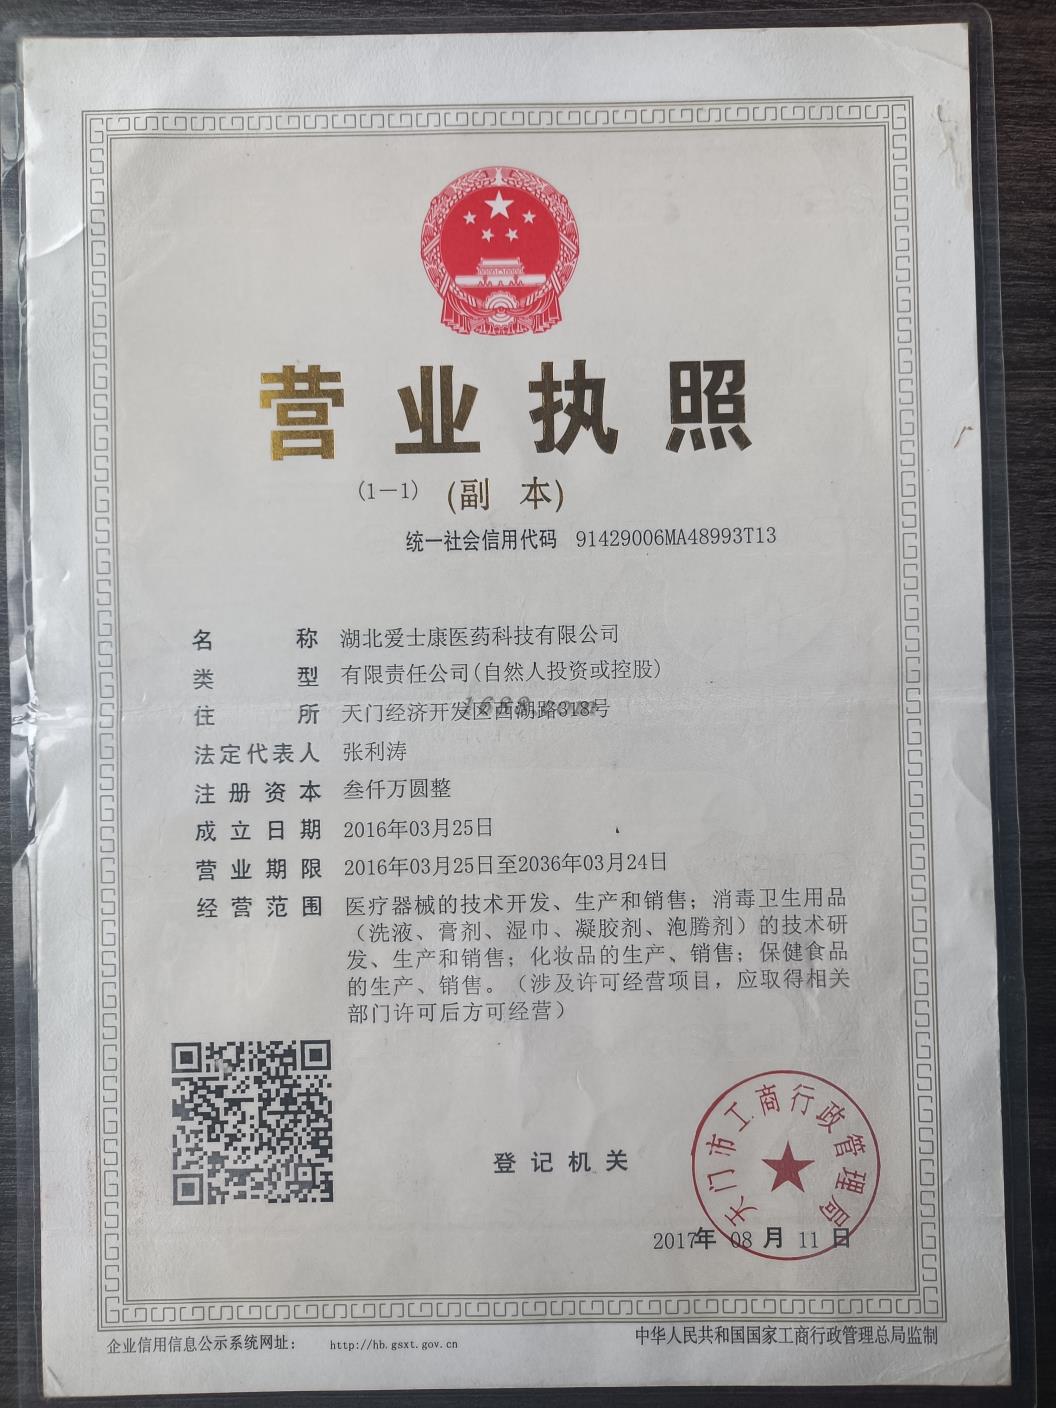 营业执照
(1－1) (副 本)
统一社会信用代码 91429006MA48993T13
名 称 湖北爱士康医药科技有限公司
类 型 有限责任公司(自然人投资或控股)
住 所 天门经济开发区西湖路318号
1688.com
法定代表人 张利涛
注册资本 叁仟万圆整
成立日期 2016年03月25日
营业期限 2016年03月25日至2036年03月24日
经营范围 医疗器械的技术开发、生产和销售；消毒卫生用品
（洗液、膏剂、湿巾、凝胶剂、泡腾剂）的技术研
发、生产和销售；化妆品的生产、销售；保健食品
的生产、销售。（涉及许可经营项目，应取得相关
部门许可后方可经营）
天门市工商行政管理局
登记机关
2017年 08 月 11 日
企业信用信息公示系统网址： http://hb.gsxt.gov.cn
中华人民共和国国家工商行政管理总局监制